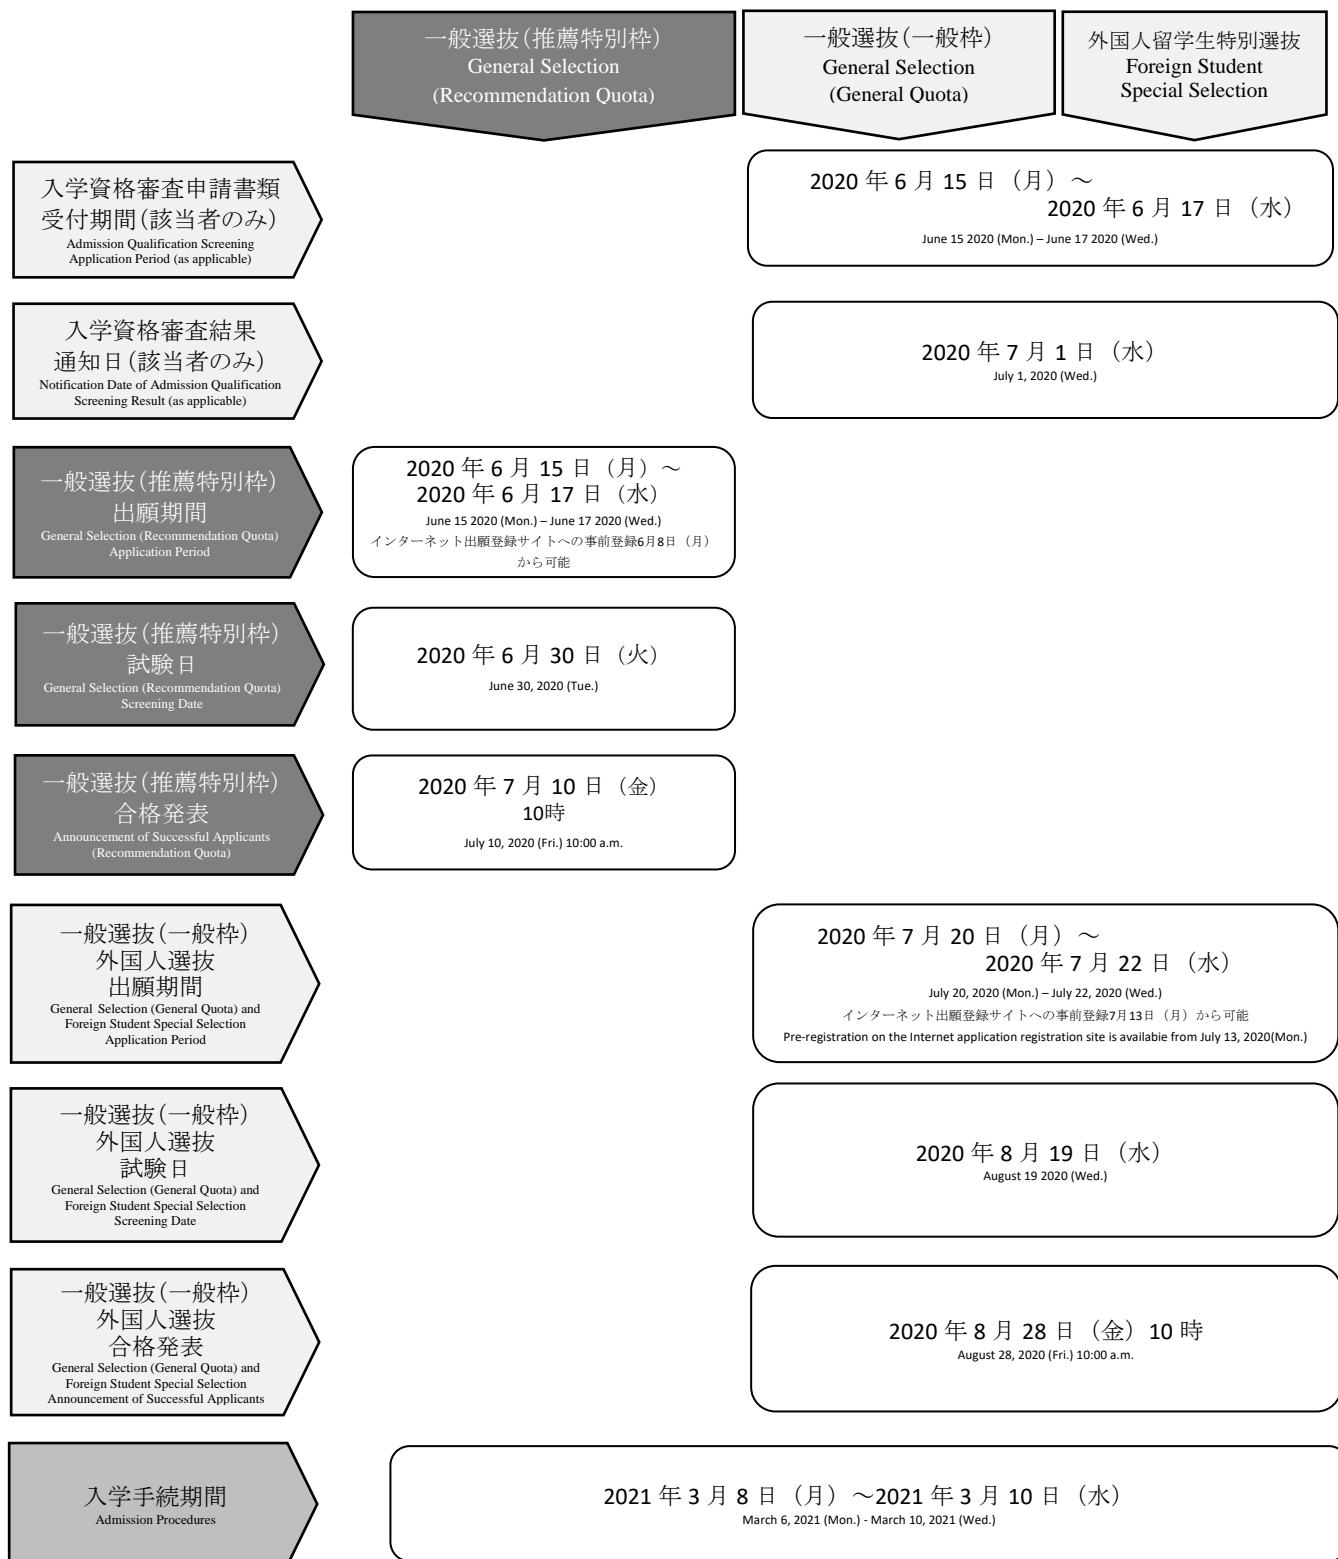 一般選抜(推薦特別枠)
General Selection
(Recommendation Quota)
一般選抜(一般枠)
General Selection
(General Quota)
外国人留学生特別選抜
Foreign Student
Special Selection
入学資格審査申請書類
受付期間(該当者のみ)
Admission Qualification Screening
Application Period (as applicable)
2020 年 6 月 15 日（月）～
2020 年 6 月 17 日（水）
June 15 2020 (Mon.) – June 17 2020 (Wed.)
入学資格審査結果
通知日(該当者のみ)
Notification Date of Admission Qualification
Screening Result (as applicable)
2020 年 7 月 1 日（水）
July 1, 2020 (Wed.)
一般選抜(推薦特別枠)
出願期間
General Selection (Recommendation Quota)
Application Period
2020 年 6 月 15 日（月）～
2020 年 6 月 17 日（水）
June 15 2020 (Mon.) – June 17 2020 (Wed.)
インターネット出願登録サイトへの事前登録6月8日（月）
から可能
一般選抜(推薦特別枠)
試験日
General Selection (Recommendation Quota)
Screening Date
2020 年 6 月 30 日（火）
June 30, 2020 (Tue.)
一般選抜(推薦特別枠)
合格発表
Announcement of Successful Applicants
(Recommendation Quota)
2020 年 7 月 10 日（金）
10時
July 10, 2020 (Fri.) 10:00 a.m.
一般選抜(一般枠)
外国人選抜
出願期間
General Selection (General Quota) and
Foreign Student Special Selection
Application Period
2020 年 7 月 20 日（月）～
2020 年 7 月 22 日（水）
July 20, 2020 (Mon.) – July 22, 2020 (Wed.)
インターネット出願登録サイトへの事前登録7月13日（月）から可能
Pre-registration on the Internet application registration site is availabie from July 13, 2020(Mon.)
一般選抜(一般枠)
外国人選抜
試験日
General Selection (General Quota) and
Foreign Student Special Selection
Screening Date
2020 年 8 月 19 日（水）
August 19 2020 (Wed.)
一般選抜(一般枠)
外国人選抜
合格発表
General Selection (General Quota) and
Foreign Student Special Selection
Announcement of Successful Applicants
2020 年 8 月 28 日（金）10 時
August 28, 2020 (Fri.) 10:00 a.m.
入学手続期間
Admission Procedures
2021 年 3 月 8 日（月）～2021 年 3 月 10 日（水）
March 6, 2021 (Mon.) - March 10, 2021 (Wed.)